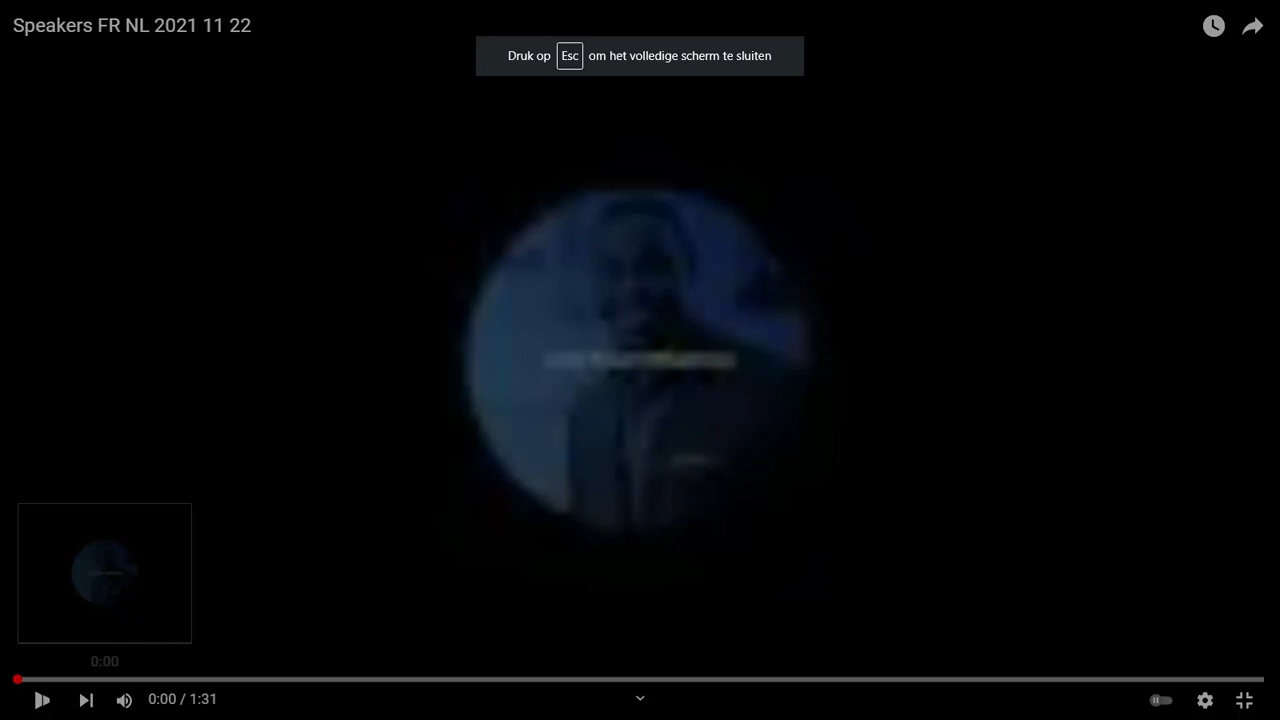 Speakers FR NL 2021 11 22
Druk op Esc om het volledige scherm te sluiten
0:00
0:00 / 1:31